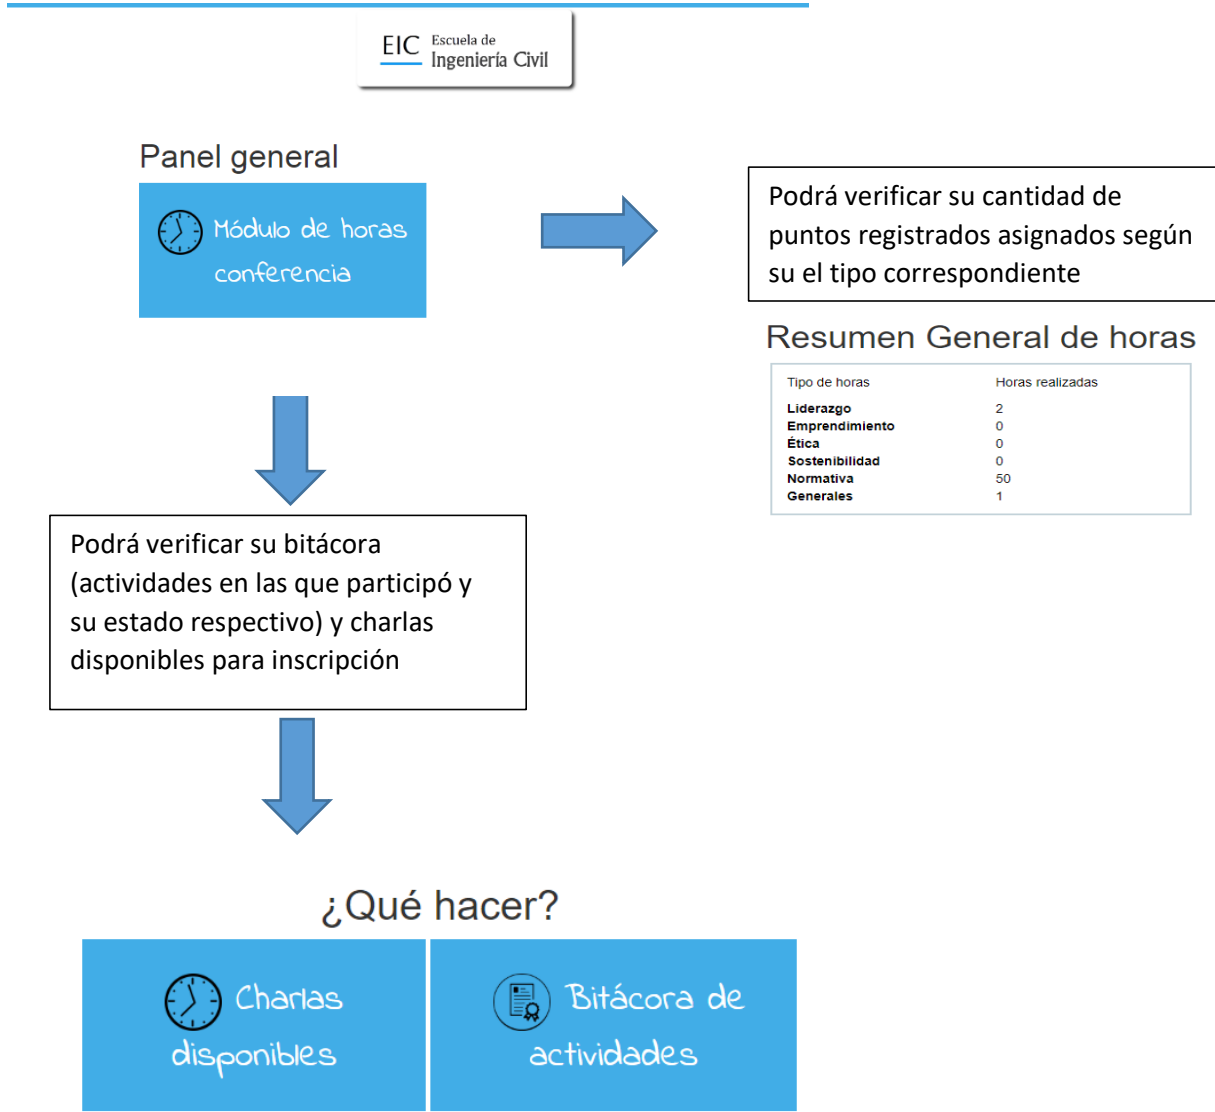 EIC Escuela de
Ingeniería Civil
Panel general
Módulo de horas
conferencia
Podrá verificar su cantidad de
puntos registrados asignados según
su el tipo correspondiente
Resumen General de horas
Tipo de horas Horas realizadas
Liderazgo 2
Emprendimiento 0
Ética 0
Sostenibilidad 0
Normativa 50
Generales 1
Podrá verificar su bitácora
(actividades en las que participó y
su estado respectivo) y charlas
disponibles para inscripción
¿Qué hacer?
Charlas
disponibles
Bitácora de
actividades